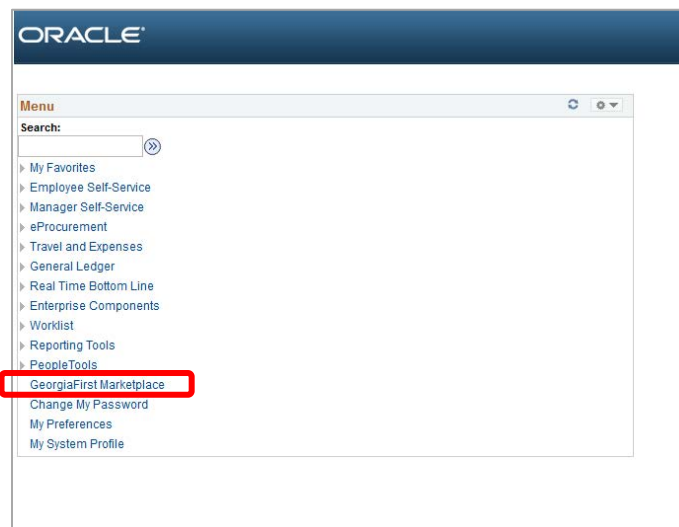 ORACLE
Menu
Search:
My Favorites
Employee Self-Service
Manager Self-Service
eProcurement
Travel and Expenses
General Ledger
Real Time Bottom Line
Enterprise Components
Worklist
Reporting Tools
PeopleTools
GeorgiaFirst Marketplace
Change My Password
My Preferences
My System Profile